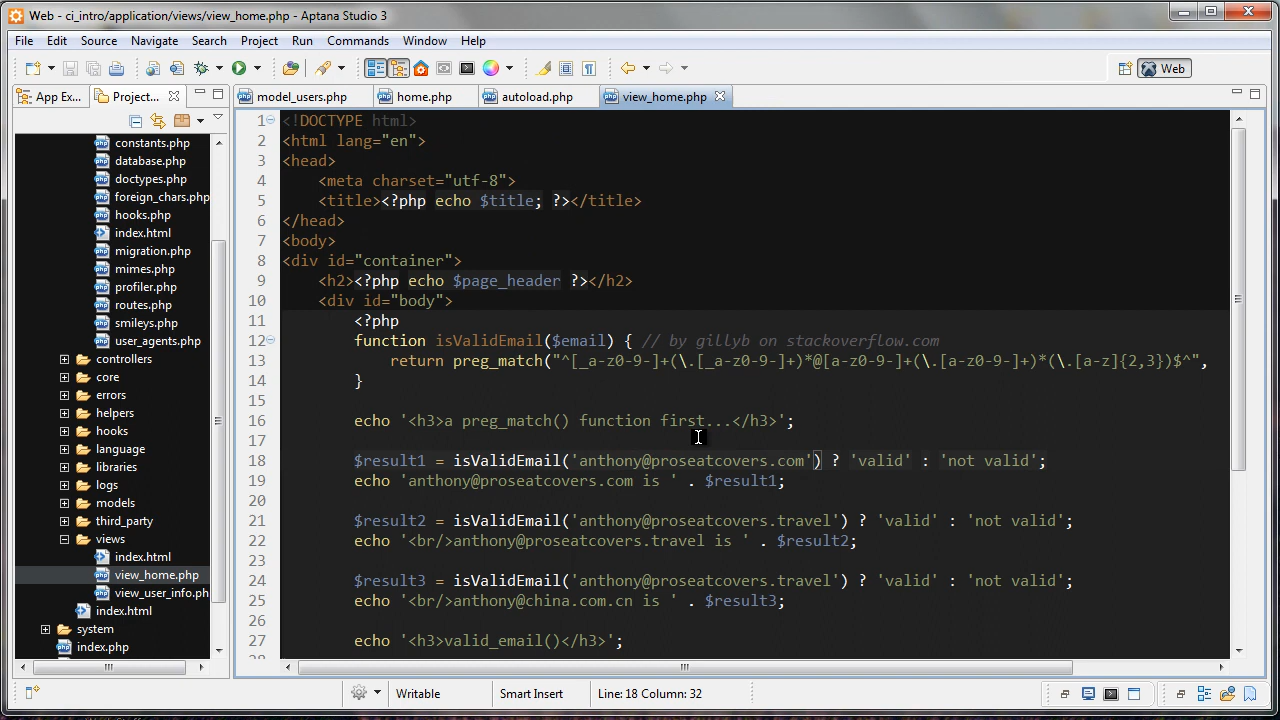 Web - ci_intro/application/views/view_home.php - Aptana Studio 3
File Edit Source Navigate Search Project Run Commands Window Help
Web
App Ex... Project...
model_users.php home.php autoload.php view_home.php
constants.php
database.php
doctypes.php
foreign_chars.php
hooks.php
index.html
migration.php
mimes.php
profiler.php
routes.php
smileys.php
user_agents.php
controllers
core
errors
helpers
hooks
language
libraries
logs
models
third_party
views
index.html
view_home.php
view_user_info.ph
index.html
system
index.php
1 <!DOCTYPE html>
2 <html lang="en">
3 <head>
4 <meta charset="utf-8">
5 <title><?php echo $title; ?></title>
6 </head>
7 <body>
8 <div id="container">
9 <h2><?php echo $page_header ?></h2>
10 <div id="body">
11 <?php
12 function isValidEmail($email) { // by gillyb on stackoverflow.com
13 return preg_match("^[_a-z0-9-]+(\.[_a-z0-9-]+)*@[a-z0-9-]+(\.[a-z0-9-]+)*(\.[a-z]{2,3})$^",
14 }
15
16 echo '<h3>a preg_match() function first...</h3>';
17
18 $result1 = isValidEmail('anthony@proseatcovers.com') ? 'valid' : 'not valid';
19 echo 'anthony@proseatcovers.com is ' . $result1;
20
21 $result2 = isValidEmail('anthony@proseatcovers.travel') ? 'valid' : 'not valid';
22 echo '<br/>anthony@proseatcovers.travel is ' . $result2;
23
24 $result3 = isValidEmail('anthony@proseatcovers.travel') ? 'valid' : 'not valid';
25 echo '<br/>anthony@china.com.cn is ' . $result3;
26
27 echo '<h3>valid_email()</h3>';
Writable Smart Insert Line: 18 Column: 32